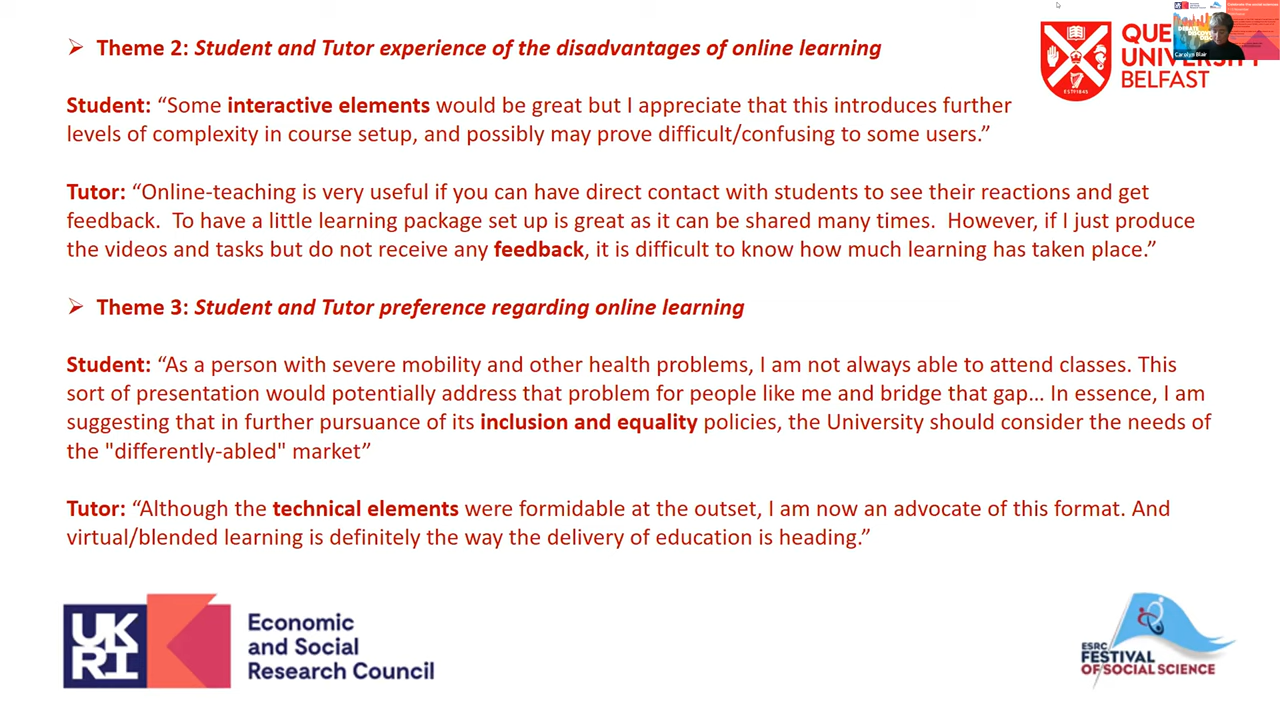 ➢ Theme 2: Student and Tutor experience of the disadvantages of online learning
QUE
UNIVERSITY
BELFAST
ESTD1845
Carolyn Blair
Student: “Some interactive elements would be great but I appreciate that this introduces further
levels of complexity in course setup, and possibly may prove difficult/confusing to some users.”
Tutor: “Online-teaching is very useful if you can have direct contact with students to see their reactions and get
feedback.  To have a little learning package set up is great as it can be shared many times.  However, if I just produce
the videos and tasks but do not receive any feedback, it is difficult to know how much learning has taken place.”
➢ Theme 3: Student and Tutor preference regarding online learning
Student: “As a person with severe mobility and other health problems, I am not always able to attend classes. This
sort of presentation would potentially address that problem for people like me and bridge that gap… In essence, I am
suggesting that in further pursuance of its inclusion and equality policies, the University should consider the needs of
the "differently-abled" market”
Tutor: “Although the technical elements were formidable at the outset, I am now an advocate of this format. And
virtual/blended learning is definitely the way the delivery of education is heading.”
UK
RI
Economic
and Social
Research Council
ESRC
FESTIVAL
OF SOCIAL SCIENCE